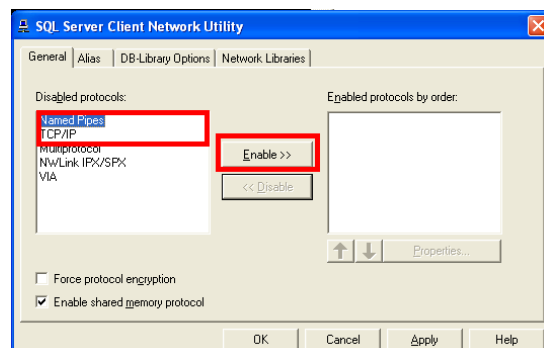 SQL Server Client Network Utility
General Alias DB-Library Options Network Libraries
Disabled protocols:
Named Pipes
TCP/IP
Multiprotocol
NWLink IPX/SPX
VIA
Enable >>
<< Disable
Enabled protocols by order:
Properties...
Force protocol encryption
Enable shared memory protocol
OK Cancel Apply Help